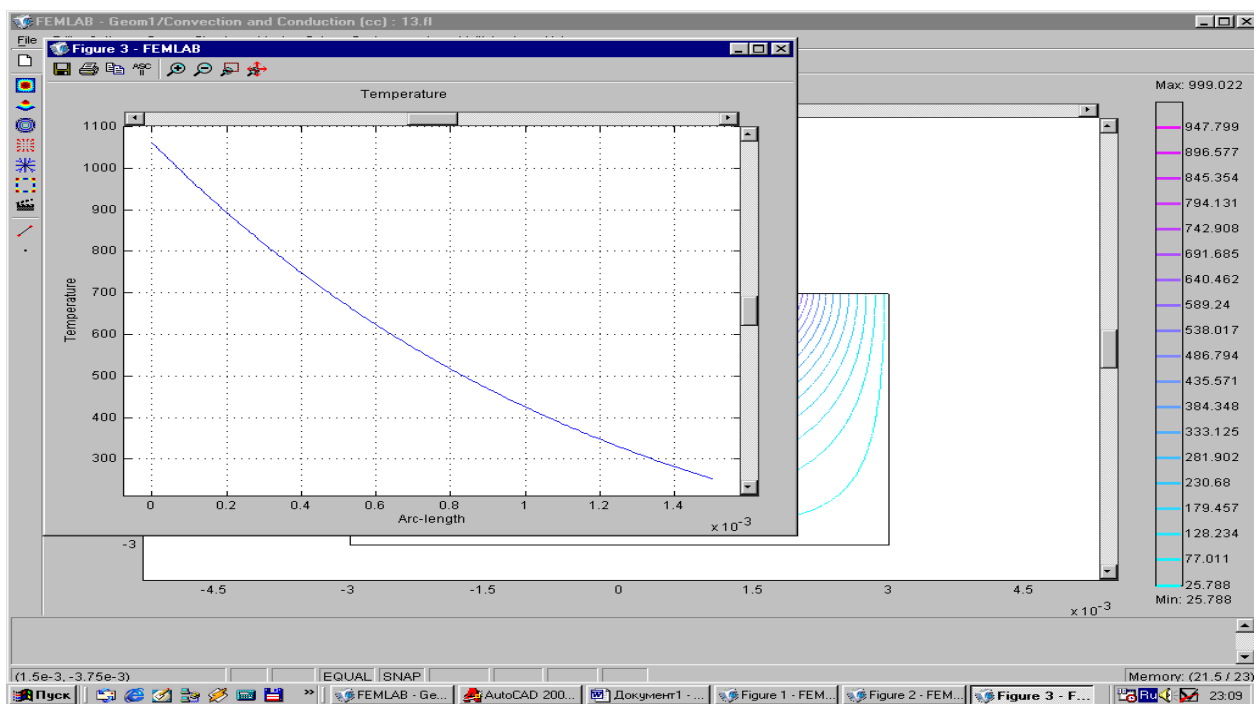 FEMLAB - Geom1/Convection and Conduction (cc) : 13.fl
File
Figure 3 - FEMLAB
ASC
Temperature
1100
1000
900
800
700
600
500
400
300
Temperature
0 0.2 0.4 0.6 0.8 1 1.2 1.4
Arc-length
x 10⁻³
Max: 999.022
947.799
896.577
845.354
794.131
742.908
691.685
640.462
589.24
538.017
486.794
435.571
384.348
333.125
281.902
230.68
179.457
128.234
77.011
25.788
Min: 25.788
-3
-4.5 -3 -1.5 0 1.5 3 4.5
x 10⁻³
(1.5e-3, -3.75e-3) EQUAL SNAP Memory: (21.5 / 23)
Пуск » FEMLAB - Ge... AutoCAD 200... Документ1 - ... Figure 1 - FEM... Figure 2 - FEM... Figure 3 - F... Ru 23:09